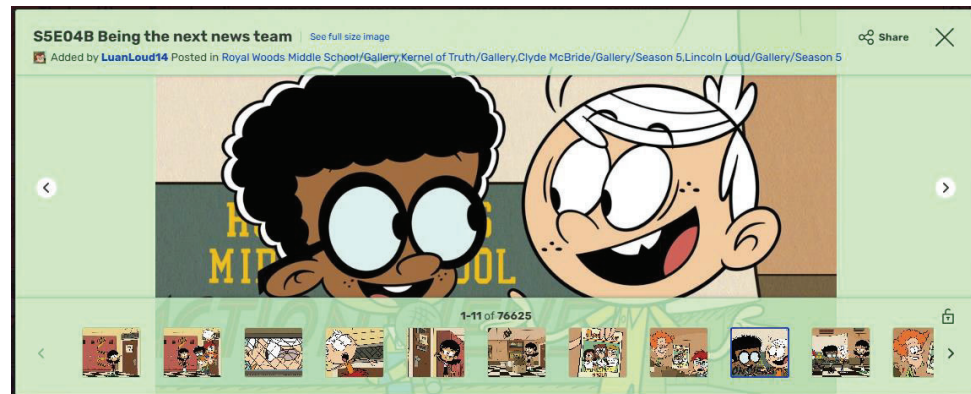 S5E04B Being the next news team See full size image Share
Added by LuanLoud14 Posted in Royal Woods Middle School/Gallery,Kernel of Truth/Gallery,Clyde McBride/Gallery/Season 5,Lincoln Loud/Gallery/Season 5
1-11 of 76625